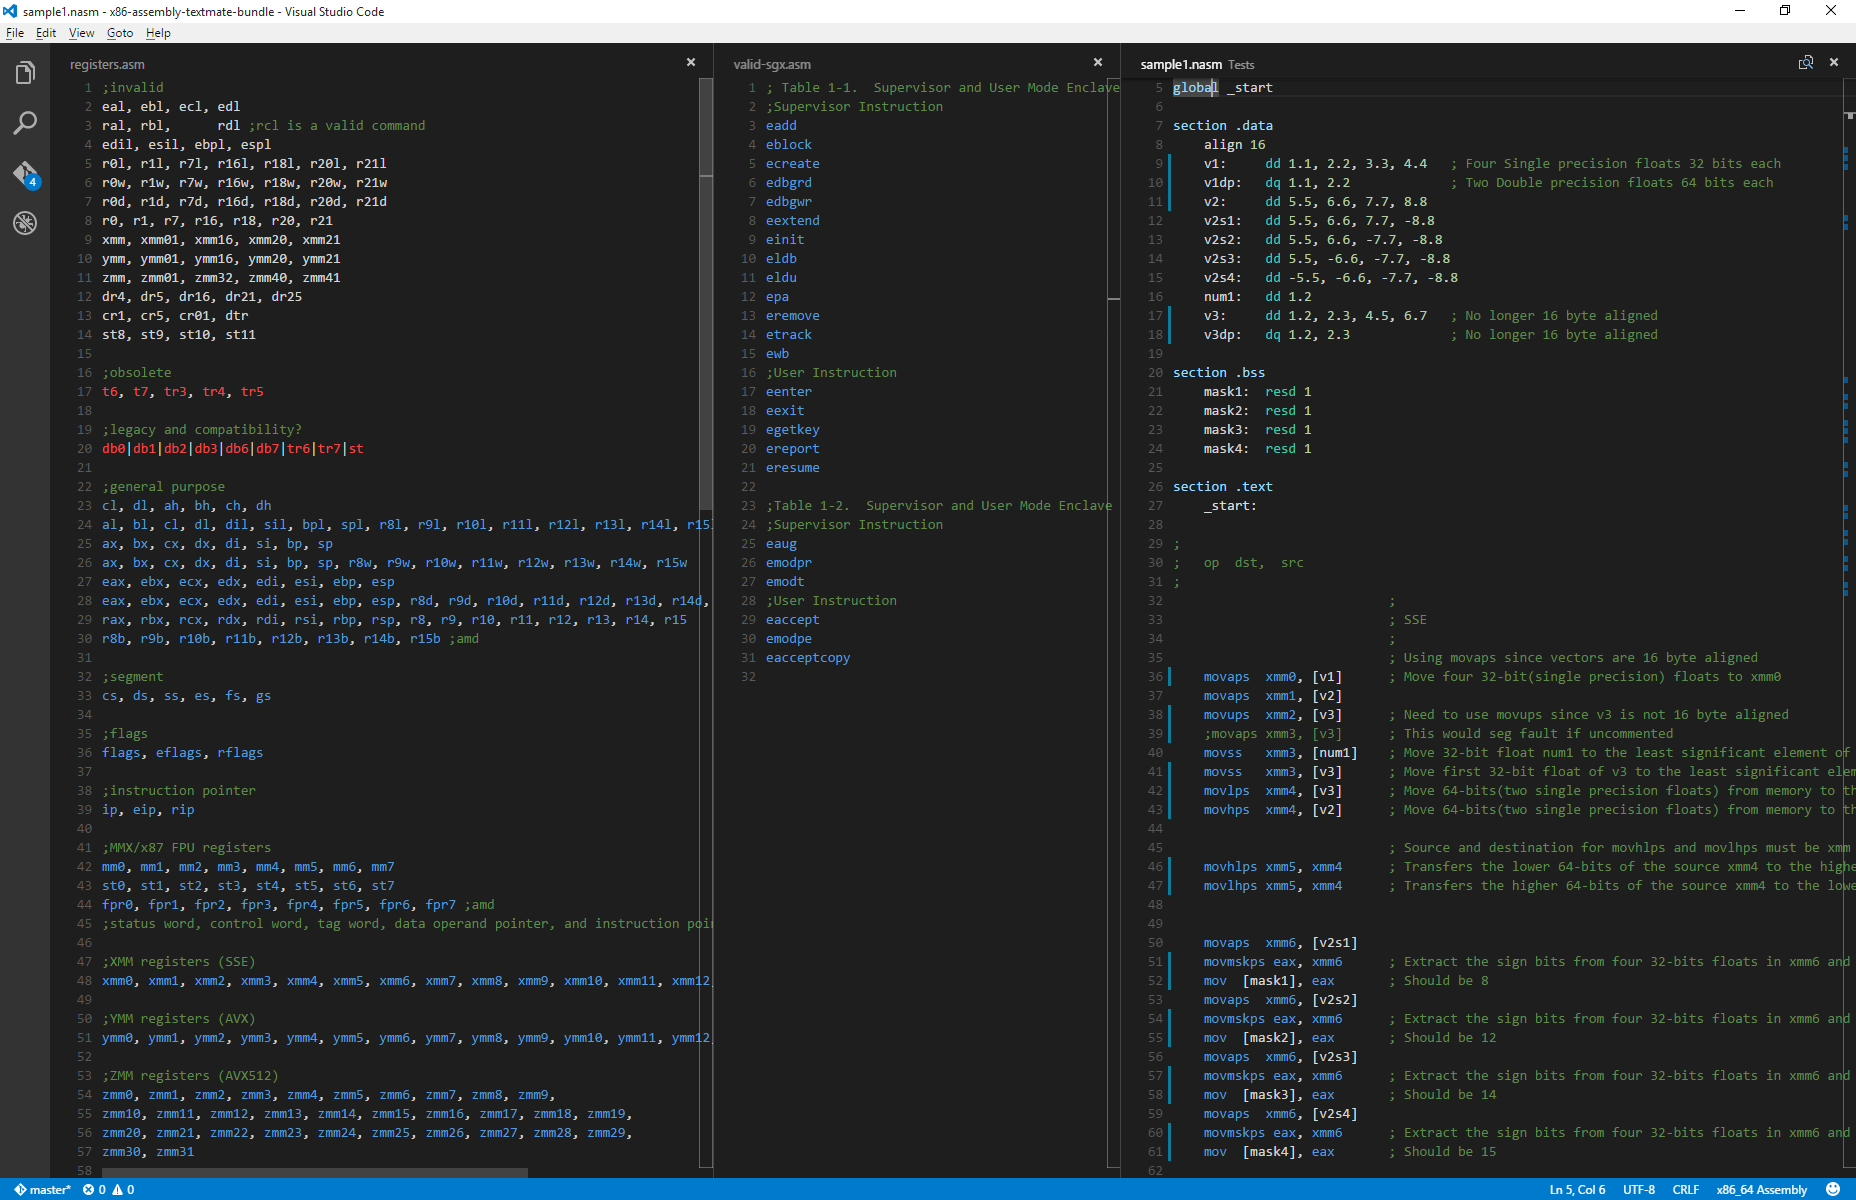 sample1.nasm - x86-assembly-textmate-bundle - Visual Studio Code
File Edit View Goto Help
registers.asm
1 ;invalid
2 eal, ebl, ecl, edl
3 ral, rbl,      rdl ;rcl is a valid command
4 edil, esil, ebpl, espl
5 r0l, r1l, r7l, r16l, r18l, r20l, r21l
6 r0w, r1w, r7w, r16w, r18w, r20w, r21w
7 r0d, r1d, r7d, r16d, r18d, r20d, r21d
8 r0, r1, r7, r16, r18, r20, r21
9 xmm, xmm01, xmm16, xmm20, xmm21
10 ymm, ymm01, ymm16, ymm20, ymm21
11 zmm, zmm01, zmm32, zmm40, zmm41
12 dr4, dr5, dr16, dr21, dr25
13 cr1, cr5, cr01, dtr
14 st8, st9, st10, st11
15
16 ;obsolete
17 t6, t7, tr3, tr4, tr5
18
19 ;legacy and compatibility?
20 db0|db1|db2|db3|db6|db7|tr6|tr7|st
21
22 ;general purpose
23 cl, dl, ah, bh, ch, dh
24 al, bl, cl, dl, dil, sil, bpl, spl, r8l, r9l, r10l, r11l, r12l, r13l, r14l, r15
25 ax, bx, cx, dx, di, si, bp, sp
26 ax, bx, cx, dx, di, si, bp, sp, r8w, r9w, r10w, r11w, r12w, r13w, r14w, r15w
27 eax, ebx, ecx, edx, edi, esi, ebp, esp
28 eax, ebx, ecx, edx, edi, esi, ebp, esp, r8d, r9d, r10d, r11d, r12d, r13d, r14d,
29 rax, rbx, rcx, rdx, rdi, rsi, rbp, rsp, r8, r9, r10, r11, r12, r13, r14, r15
30 r8b, r9b, r10b, r11b, r12b, r13b, r14b, r15b ;amd
31
32 ;segment
33 cs, ds, ss, es, fs, gs
34
35 ;flags
36 flags, eflags, rflags
37
38 ;instruction pointer
39 ip, eip, rip
40
41 ;MMX/x87 FPU registers
42 mm0, mm1, mm2, mm3, mm4, mm5, mm6, mm7
43 st0, st1, st2, st3, st4, st5, st6, st7
44 fpr0, fpr1, fpr2, fpr3, fpr4, fpr5, fpr6, fpr7 ;amd
45 ;status word, control word, tag word, data operand pointer, and instruction poi
46
47 ;XMM registers (SSE)
48 xmm0, xmm1, xmm2, xmm3, xmm4, xmm5, xmm6, xmm7, xmm8, xmm9, xmm10, xmm11, xmm12
49
50 ;YMM registers (AVX)
51 ymm0, ymm1, ymm2, ymm3, ymm4, ymm5, ymm6, ymm7, ymm8, ymm9, ymm10, ymm11, ymm12
52
53 ;ZMM registers (AVX512)
54 zmm0, zmm1, zmm2, zmm3, zmm4, zmm5, zmm6, zmm7, zmm8, zmm9,
55 zmm10, zmm11, zmm12, zmm13, zmm14, zmm15, zmm16, zmm17, zmm18, zmm19,
56 zmm20, zmm21, zmm22, zmm23, zmm24, zmm25, zmm26, zmm27, zmm28, zmm29,
57 zmm30, zmm31
58
valid-sgx.asm
1 ; Table 1-1.  Supervisor and User Mode Enclave
2 ;Supervisor Instruction
3 eadd
4 eblock
5 ecreate
6 edbgrd
7 edbgwr
8 eextend
9 einit
10 eldb
11 eldu
12 epa
13 eremove
14 etrack
15 ewb
16 ;User Instruction
17 eenter
18 eexit
19 egetkey
20 ereport
21 eresume
22
23 ;Table 1-2.  Supervisor and User Mode Enclave
24 ;Supervisor Instruction
25 eaug
26 emodpr
27 emodt
28 ;User Instruction
29 eaccept
30 emodpe
31 eacceptcopy
32
sample1.nasm Tests
5 global _start
6
7 section .data
8     align 16
9     v1:     dd 1.1, 2.2, 3.3, 4.4   ; Four Single precision floats 32 bits each
10     v1dp:   dq 1.1, 2.2             ; Two Double precision floats 64 bits each
11     v2:     dd 5.5, 6.6, 7.7, 8.8
12     v2s1:   dd 5.5, 6.6, 7.7, -8.8
13     v2s2:   dd 5.5, 6.6, -7.7, -8.8
14     v2s3:   dd 5.5, -6.6, -7.7, -8.8
15     v2s4:   dd -5.5, -6.6, -7.7, -8.8
16     num1:   dd 1.2
17     v3:     dd 1.2, 2.3, 4.5, 6.7   ; No longer 16 byte aligned
18     v3dp:   dq 1.2, 2.3             ; No longer 16 byte aligned
19
20 section .bss
21     mask1:  resd 1
22     mask2:  resd 1
23     mask3:  resd 1
24     mask4:  resd 1
25
26 section .text
27     _start:
28
29 ;
30 ;   op  dst,  src
31 ;
32                             ;
33                             ; SSE
34                             ;
35                             ; Using movaps since vectors are 16 byte aligned
36     movaps  xmm0, [v1]      ; Move four 32-bit(single precision) floats to xmm0
37     movaps  xmm1, [v2]
38     movups  xmm2, [v3]      ; Need to use movups since v3 is not 16 byte aligned
39     ;movaps xmm3, [v3]      ; This would seg fault if uncommented
40     movss   xmm3, [num1]    ; Move 32-bit float num1 to the least significant element of
41     movss   xmm3, [v3]      ; Move first 32-bit float of v3 to the least significant elem
42     movlps  xmm4, [v3]      ; Move 64-bits(two single precision floats) from memory to th
43     movhps  xmm4, [v2]      ; Move 64-bits(two single precision floats) from memory to th
44
45                             ; Source and destination for movhlps and movlhps must be xmm
46     movhlps xmm5, xmm4      ; Transfers the lower 64-bits of the source xmm4 to the highe
47     movlhps xmm5, xmm4      ; Transfers the higher 64-bits of the source xmm4 to the lowe
48
49
50     movaps  xmm6, [v2s1]
51     movmskps eax, xmm6      ; Extract the sign bits from four 32-bits floats in xmm6 and
52     mov  [mask1], eax       ; Should be 8
53     movaps  xmm6, [v2s2]
54     movmskps eax, xmm6      ; Extract the sign bits from four 32-bits floats in xmm6 and
55     mov  [mask2], eax       ; Should be 12
56     movaps  xmm6, [v2s3]
57     movmskps eax, xmm6      ; Extract the sign bits from four 32-bits floats in xmm6 and
58     mov  [mask3], eax       ; Should be 14
59     movaps  xmm6, [v2s4]
60     movmskps eax, xmm6      ; Extract the sign bits from four 32-bits floats in xmm6 and
61     mov  [mask4], eax       ; Should be 15
62
4
master* 0 0
Ln 5, Col 6 UTF-8 CRLF x86_64 Assembly